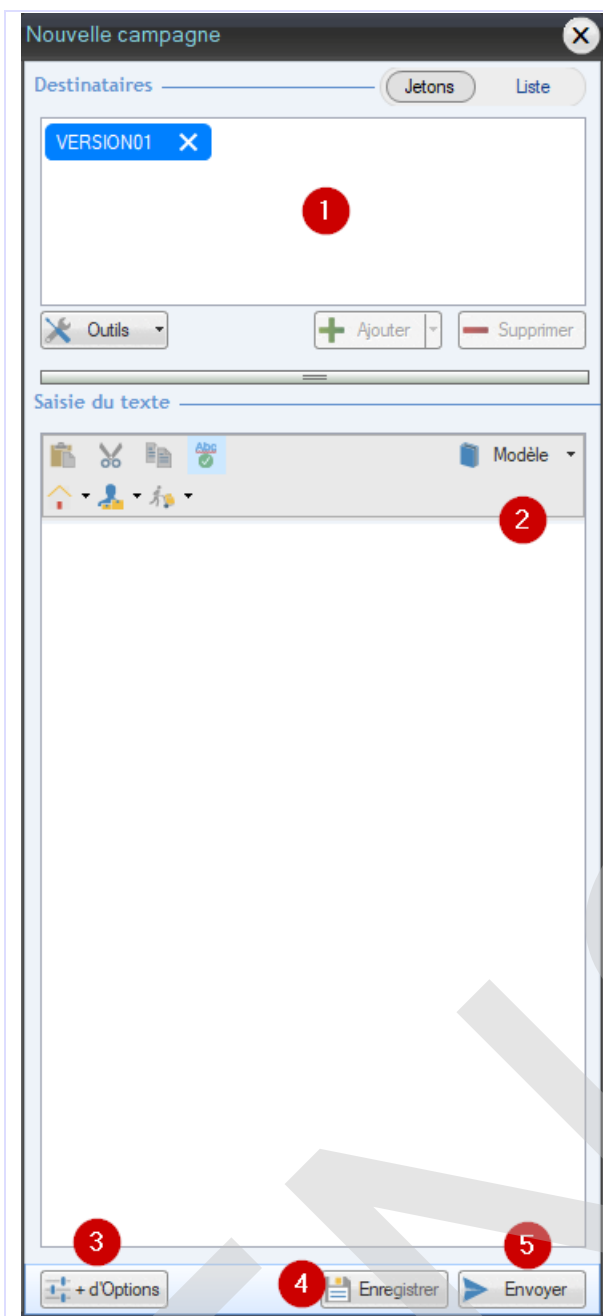 Nouvelle campagne
Destinataires Jetons Liste
VERSION01
1
Outils Ajouter Supprimer
Saisie du texte
Abc Modèle
2
3
5
+ d'Options 4 Enregistrer Envoyer